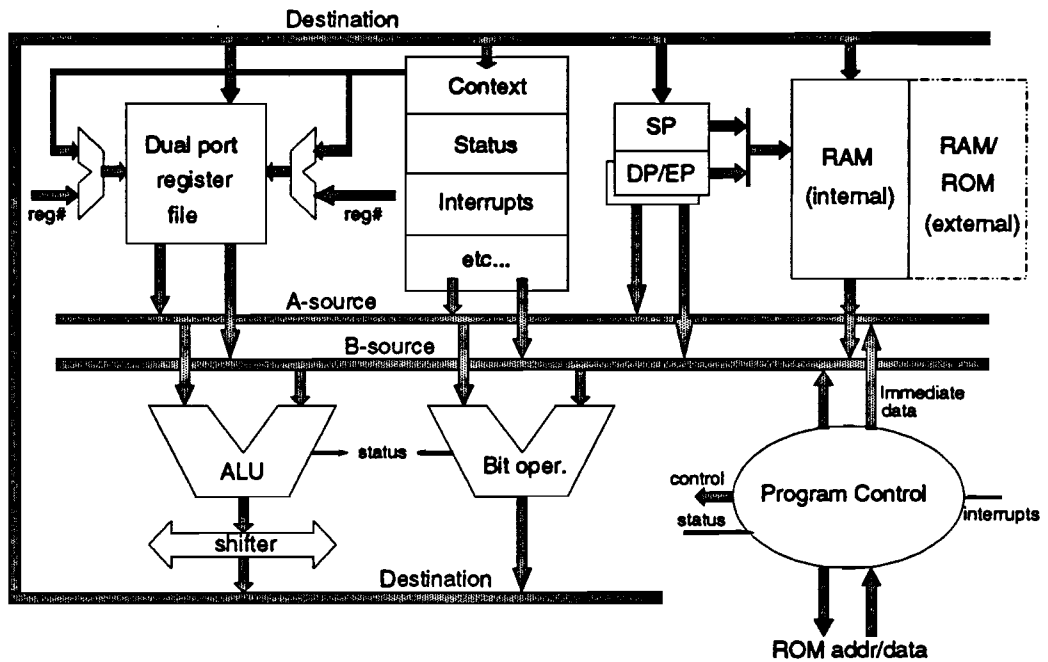 Destination
Context
Status
Interrupts
etc...
Dual port
register
file
reg#
reg#
SP
DP/EP
RAM
(internal)
RAM/
ROM
(external)
A-source
B-source
Immediate
data
ALU
status
Bit oper.
shifter
Destination
control
status
Program Control
interrupts
ROM addr/data